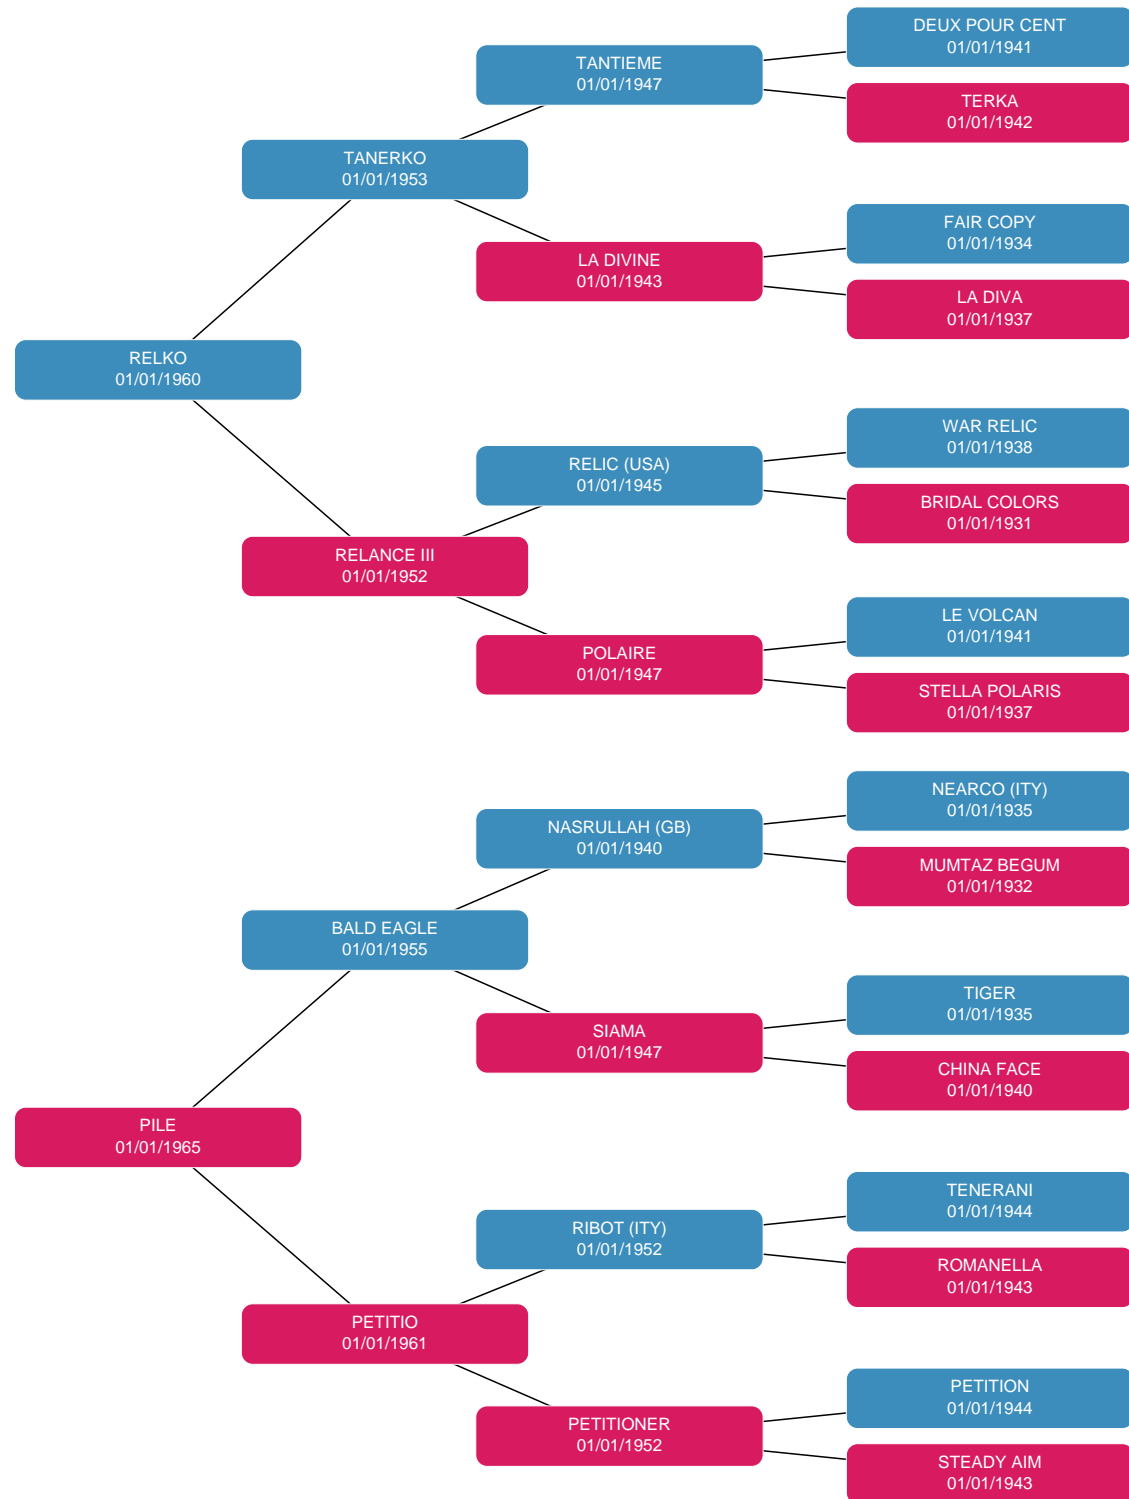 DEUX POUR CENT
01/01/1941
TANTIEME
01/01/1947
TERKA
01/01/1942
TANERKO
01/01/1953
FAIR COPY
01/01/1934
LA DIVINE
01/01/1943
LA DIVA
01/01/1937
RELKO
01/01/1960
WAR RELIC
01/01/1938
RELIC (USA)
01/01/1945
BRIDAL COLORS
01/01/1931
RELANCE III
01/01/1952
LE VOLCAN
01/01/1941
POLAIRE
01/01/1947
STELLA POLARIS
01/01/1937
NEARCO (ITY)
01/01/1935
NASRULLAH (GB)
01/01/1940
MUMTAZ BEGUM
01/01/1932
BALD EAGLE
01/01/1955
TIGER
01/01/1935
SIAMA
01/01/1947
CHINA FACE
01/01/1940
PILE
01/01/1965
TENERANI
01/01/1944
RIBOT (ITY)
01/01/1952
ROMANELLA
01/01/1943
PETITIO
01/01/1961
PETITION
01/01/1944
PETITIONER
01/01/1952
STEADY AIM
01/01/1943